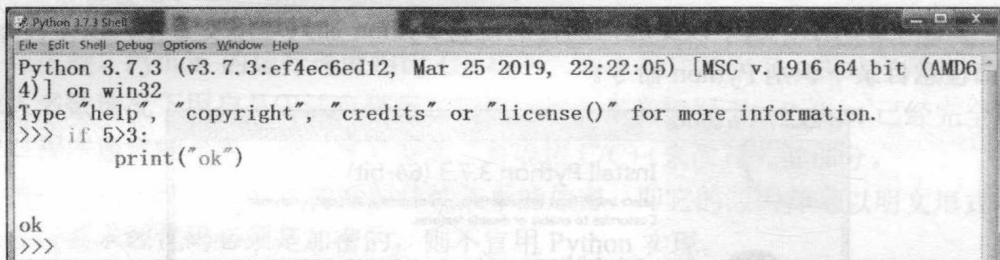 Python 3.7.3 Shell
File Edit Shell Debug Options Window Help
Python 3.7.3 (v3.7.3:ef4ec6ed12, Mar 25 2019, 22:22:05) [MSC v.1916 64 bit (AMD6
4)] on win32
Type "help", "copyright", "credits" or "license()" for more information.
>>> if 5>3:
print("ok")
ok
>>>